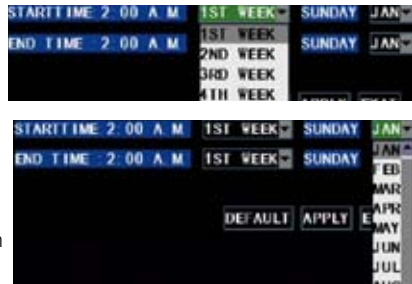 STARTTIME 2:00 A.M. 1ST WEEK SUNDAY JAN
1ST WEEK
END TIME 2:00 A.M. SUNDAY JAN
2ND WEEK
3RD WEEK
4TH WEEK
STARTTIME 2:00 A.M. 1ST WEEK SUNDAY JAN
JAN
END TIME 2:00 A.M. 1ST WEEK SUNDAY
FEB
MAR
APR
DEFAULT APPLY E
MAY
JUN
JUL